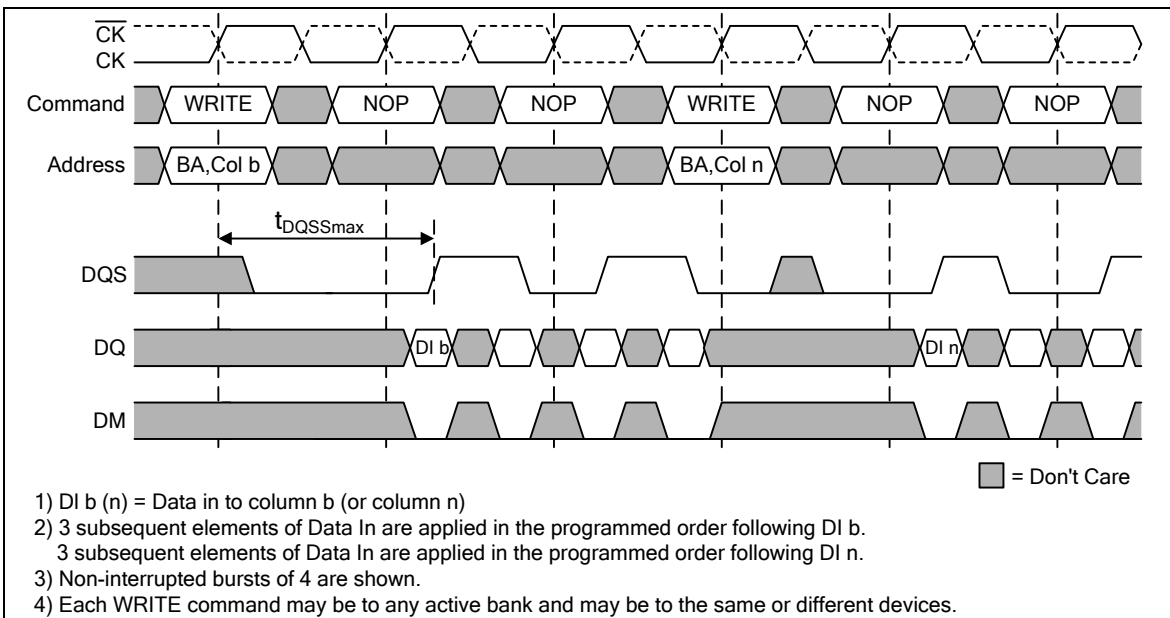 CK
CK
Command WRITE NOP NOP WRITE NOP NOP
Address BA,Col b BA,Col n
tDQSSmax
DQS
DQ DI b DI n
DM
= Don't Care
1) DI b (n) = Data in to column b (or column n)
2) 3 subsequent elements of Data In are applied in the programmed order following DI b.
3 subsequent elements of Data In are applied in the programmed order following DI n.
3) Non-interrupted bursts of 4 are shown.
4) Each WRITE command may be to any active bank and may be to the same or different devices.